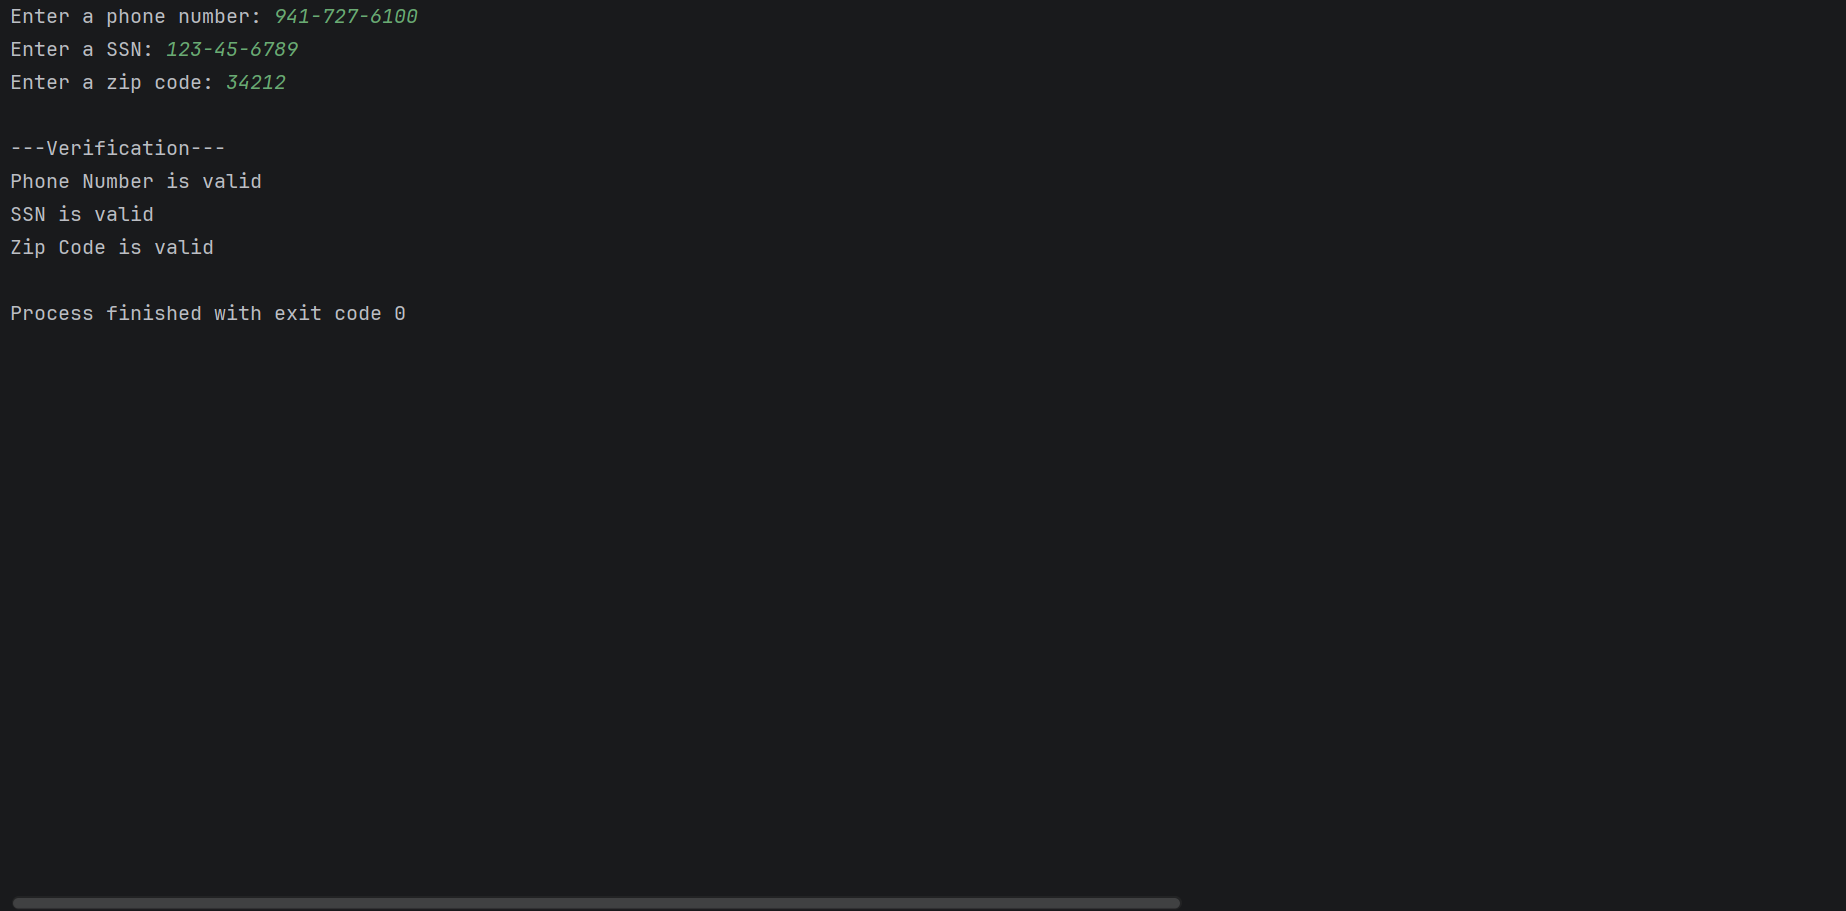 Enter a phone number: 941-727-6100
Enter a SSN: 123-45-6789
Enter a zip code: 34212
---Verification---
Phone Number is valid
SSN is valid
Zip Code is valid
Process finished with exit code 0